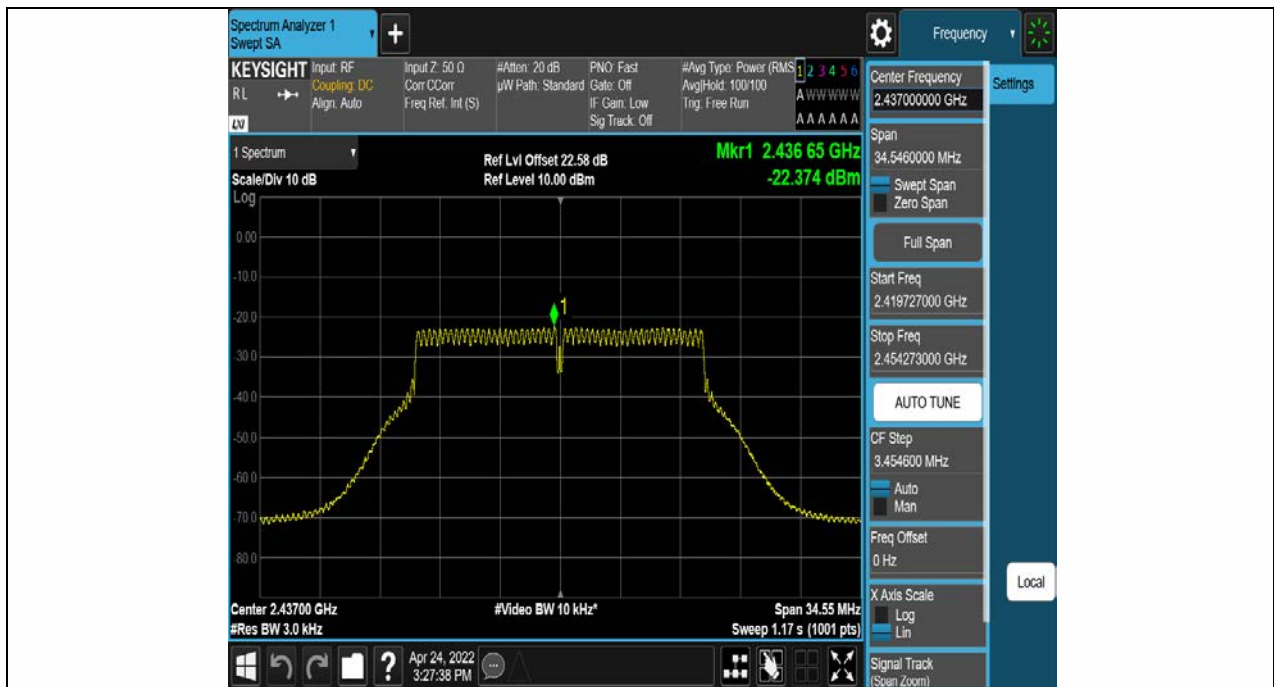 Spectrum Analyzer 1
Swept SA
+
Frequency
KEYSIGHT
RL
LXI
Input: RF
Coupling: DC
Align: Auto
Input Z: 50 Ω
Corr CCorr
Freq Ref: Int (S)
#Atten: 20 dB
µW Path: Standard
PNO: Fast
Gate: Off
IF Gain: Low
Sig Track: Off
#Avg Type: Power (RMS
Avg|Hold: 100/100
Trig: Free Run
1 2 3 4 5 6
A W W W W W
A A A A A A
1 Spectrum
Scale/Div 10 dB
Ref Lvl Offset 22.58 dB
Ref Level 10.00 dBm
Mkr1 2.436 65 GHz
-22.374 dBm
Log
0.00
-10.0
-20.0
-30.0
-40.0
-50.0
-60.0
-70.0
-80.0
1
Center 2.43700 GHz
#Res BW 3.0 kHz
#Video BW 10 kHz*
Span 34.55 MHz
Sweep 1.17 s (1001 pts)
Center Frequency
2.437000000 GHz
Settings
Span
34.5460000 MHz
Swept Span
Zero Span
Full Span
Start Freq
2.419727000 GHz
Stop Freq
2.454273000 GHz
AUTO TUNE
CF Step
3.454600 MHz
Auto
Man
Freq Offset
0 Hz
X Axis Scale
Log
Lin
Local
Signal Track
(Span Zoom)
?
Apr 24, 2022
3:27:38 PM